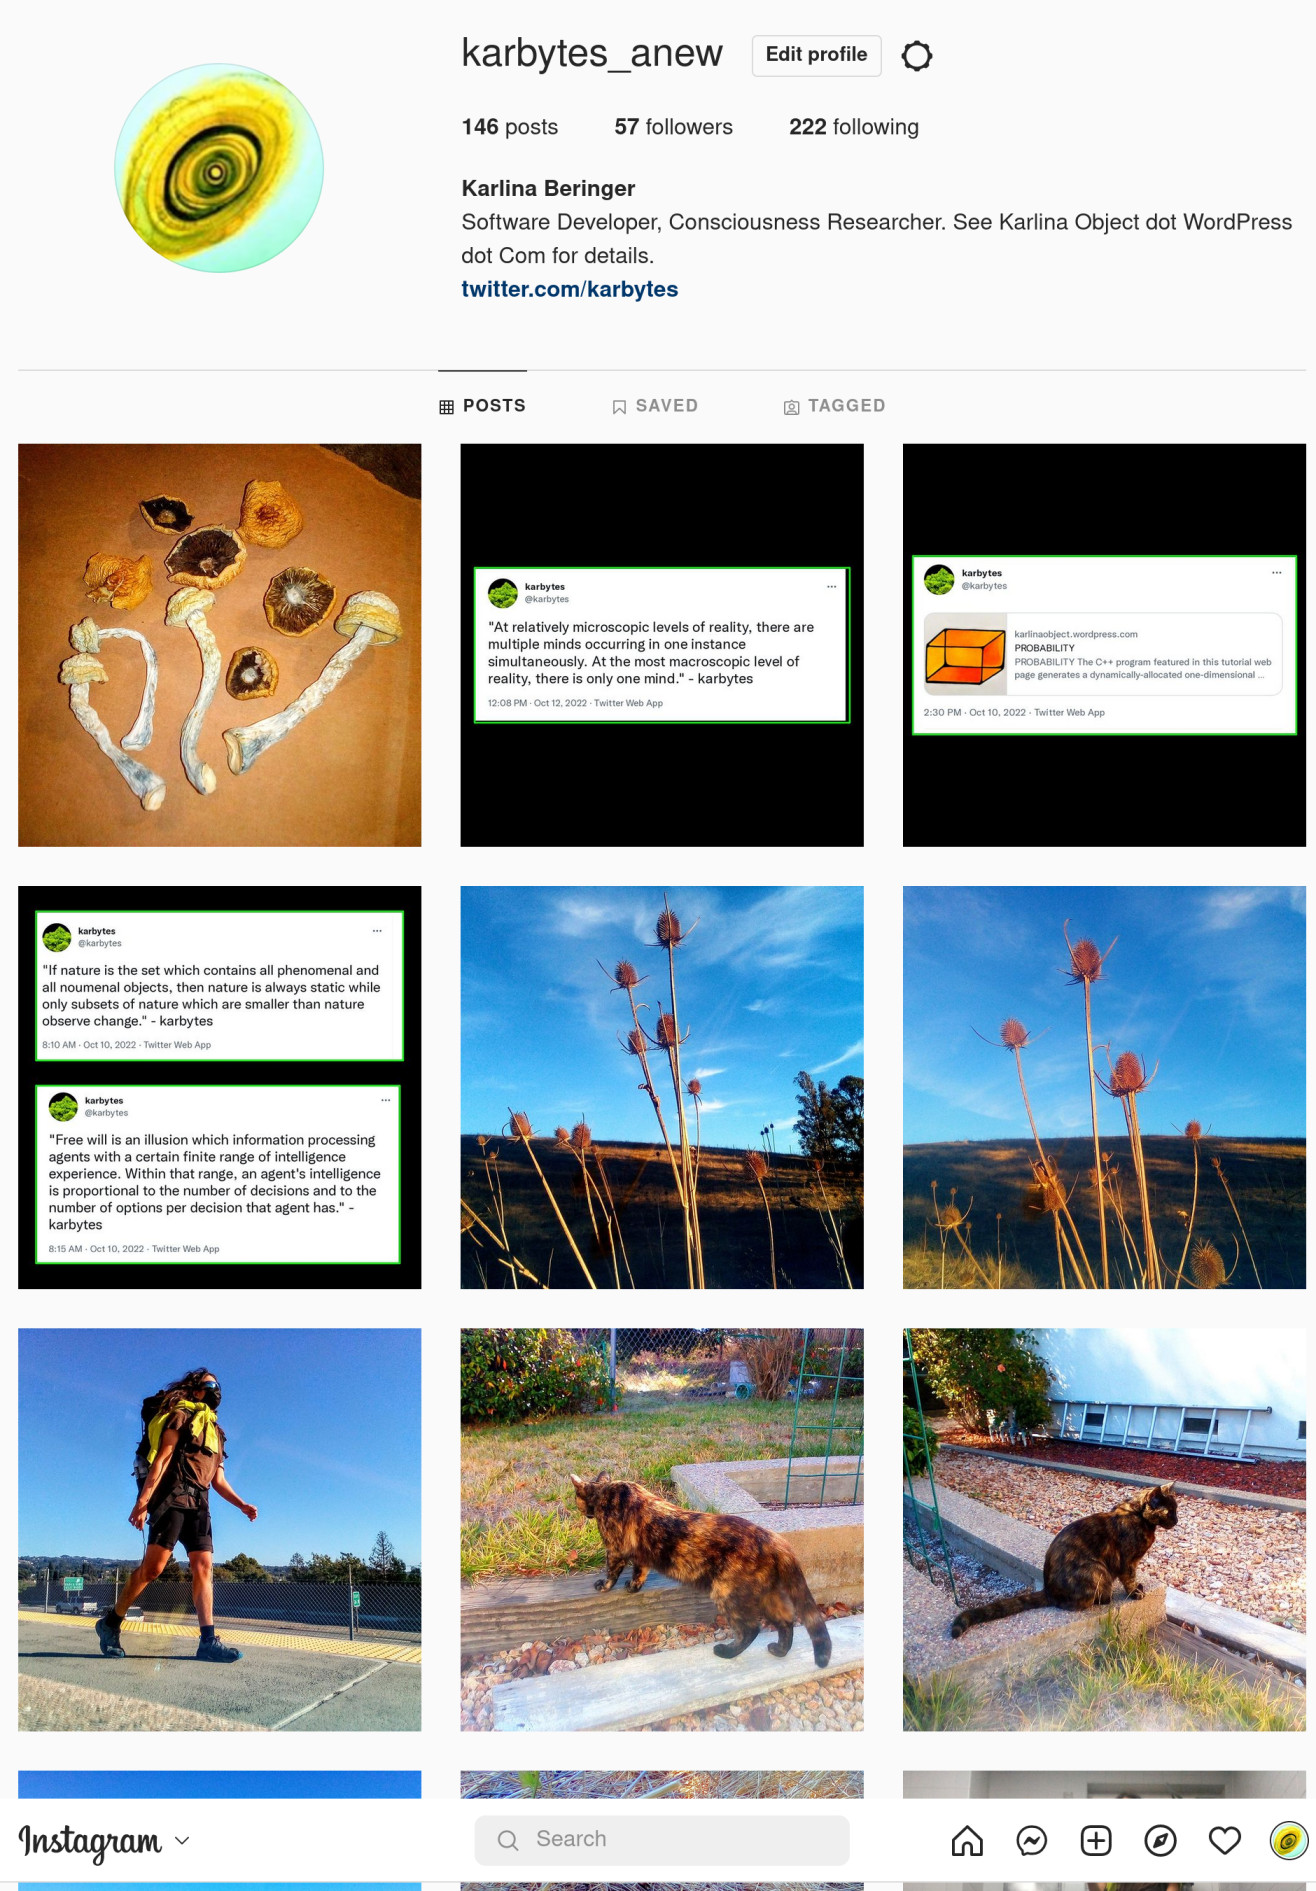 karbytes_anew Edit profile
146 posts 57 followers 222 following
Karlina Beringer
Software Developer, Consciousness Researcher. See Karlina Object dot WordPress
dot Com for details.
twitter.com/karbytes
POSTS SAVED TAGGED
karbytes
@karbytes
"At relatively microscopic levels of reality, there are
multiple minds occurring in one instance
simultaneously. At the most macroscopic level of
reality, there is only one mind." - karbytes
12:08 PM · Oct 12, 2022 · Twitter Web App
karbytes
@karbytes
karlinaobject.wordpress.com
PROBABILITY
PROBABILITY The C++ program featured in this tutorial web
page generates a dynamically-allocated one-dimensional ...
2:30 PM · Oct 10, 2022 · Twitter Web App
karbytes
@karbytes
"If nature is the set which contains all phenomenal and
all noumenal objects, then nature is always static while
only subsets of nature which are smaller than nature
observe change." - karbytes
8:10 AM · Oct 10, 2022 · Twitter Web App
karbytes
@karbytes
"Free will is an illusion which information processing
agents with a certain finite range of intelligence
experience. Within that range, an agent's intelligence
is proportional to the number of decisions and to the
number of options per decision that agent has." -
karbytes
8:15 AM · Oct 10, 2022 · Twitter Web App
Instagram Search